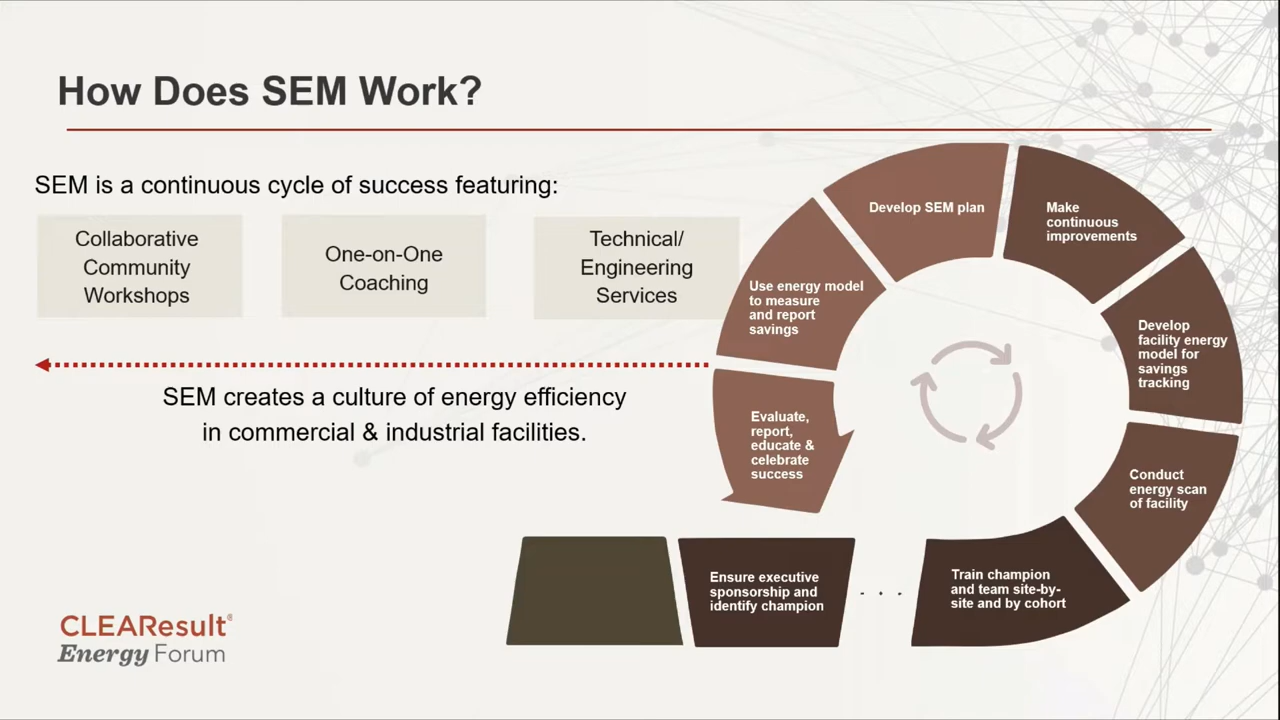 How Does SEM Work?
SEM is a continuous cycle of success featuring:
Collaborative
Community
Workshops
One-on-One
Coaching
Technical/
Engineering
Services
SEM creates a culture of energy efficiency
in commercial & industrial facilities.
Ensure executive
sponsorship and
identify champion
. . .
Train champion
and team site-by-
site and by cohort
Conduct
energy scan
of facility
Develop
facility energy
model for
savings
tracking
Make
continuous
improvements
Develop SEM plan
Use energy model
to measure
and report
savings
Evaluate,
report,
educate &
celebrate
success
CLEAResult®
Energy Forum